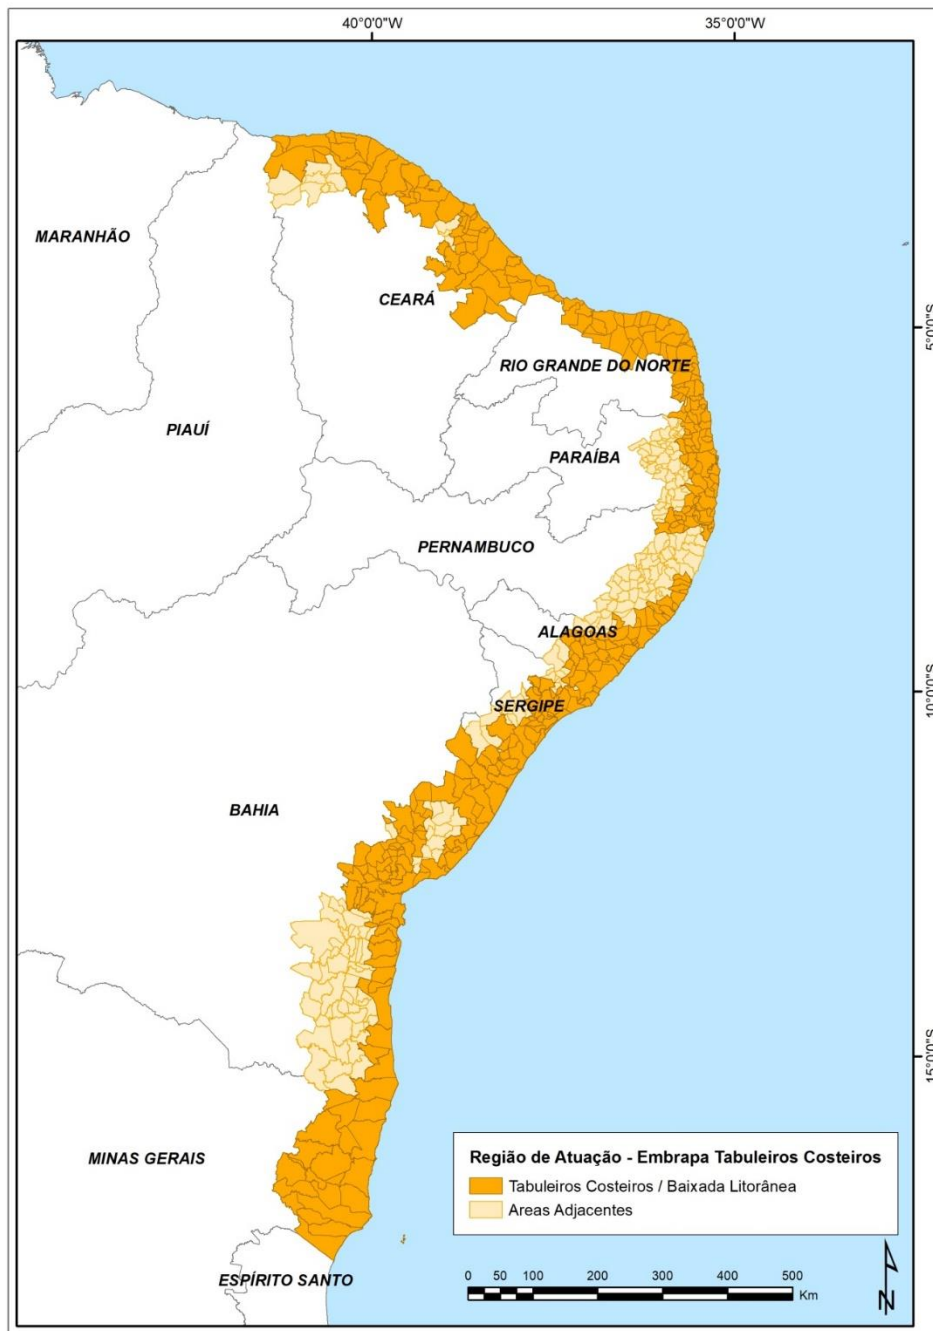 40°0'0"W 35°0'0"W
MARANHÃO
CEARÁ
5°0'0"S
RIO GRANDE DO NORTE
PIAUÍ
PARAÍBA
PERNAMBUCO
ALAGOAS
10°0'0"S
SERGIPE
BAHIA
15°0'0"S
MINAS GERAIS
Região de Atuação - Embrapa Tabuleiros Costeiros
Tabuleiros Costeiros / Baixada Litorânea
Areas Adjacentes
ESPÍRITO SANTO
0 50 100 200 300 400 500
Km
N